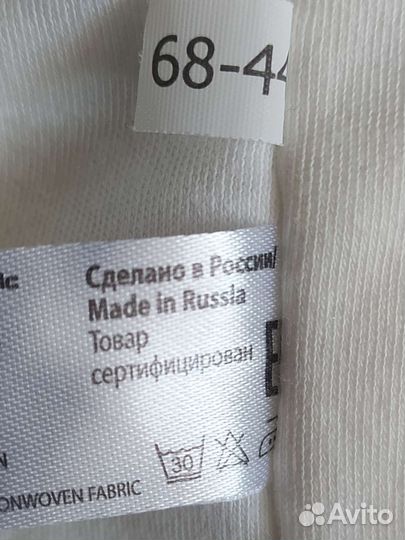 68-44
Сделано в России/
Made in Russia
Товар
сертифицирован
30
NONWOVEN FABRIC
Avito